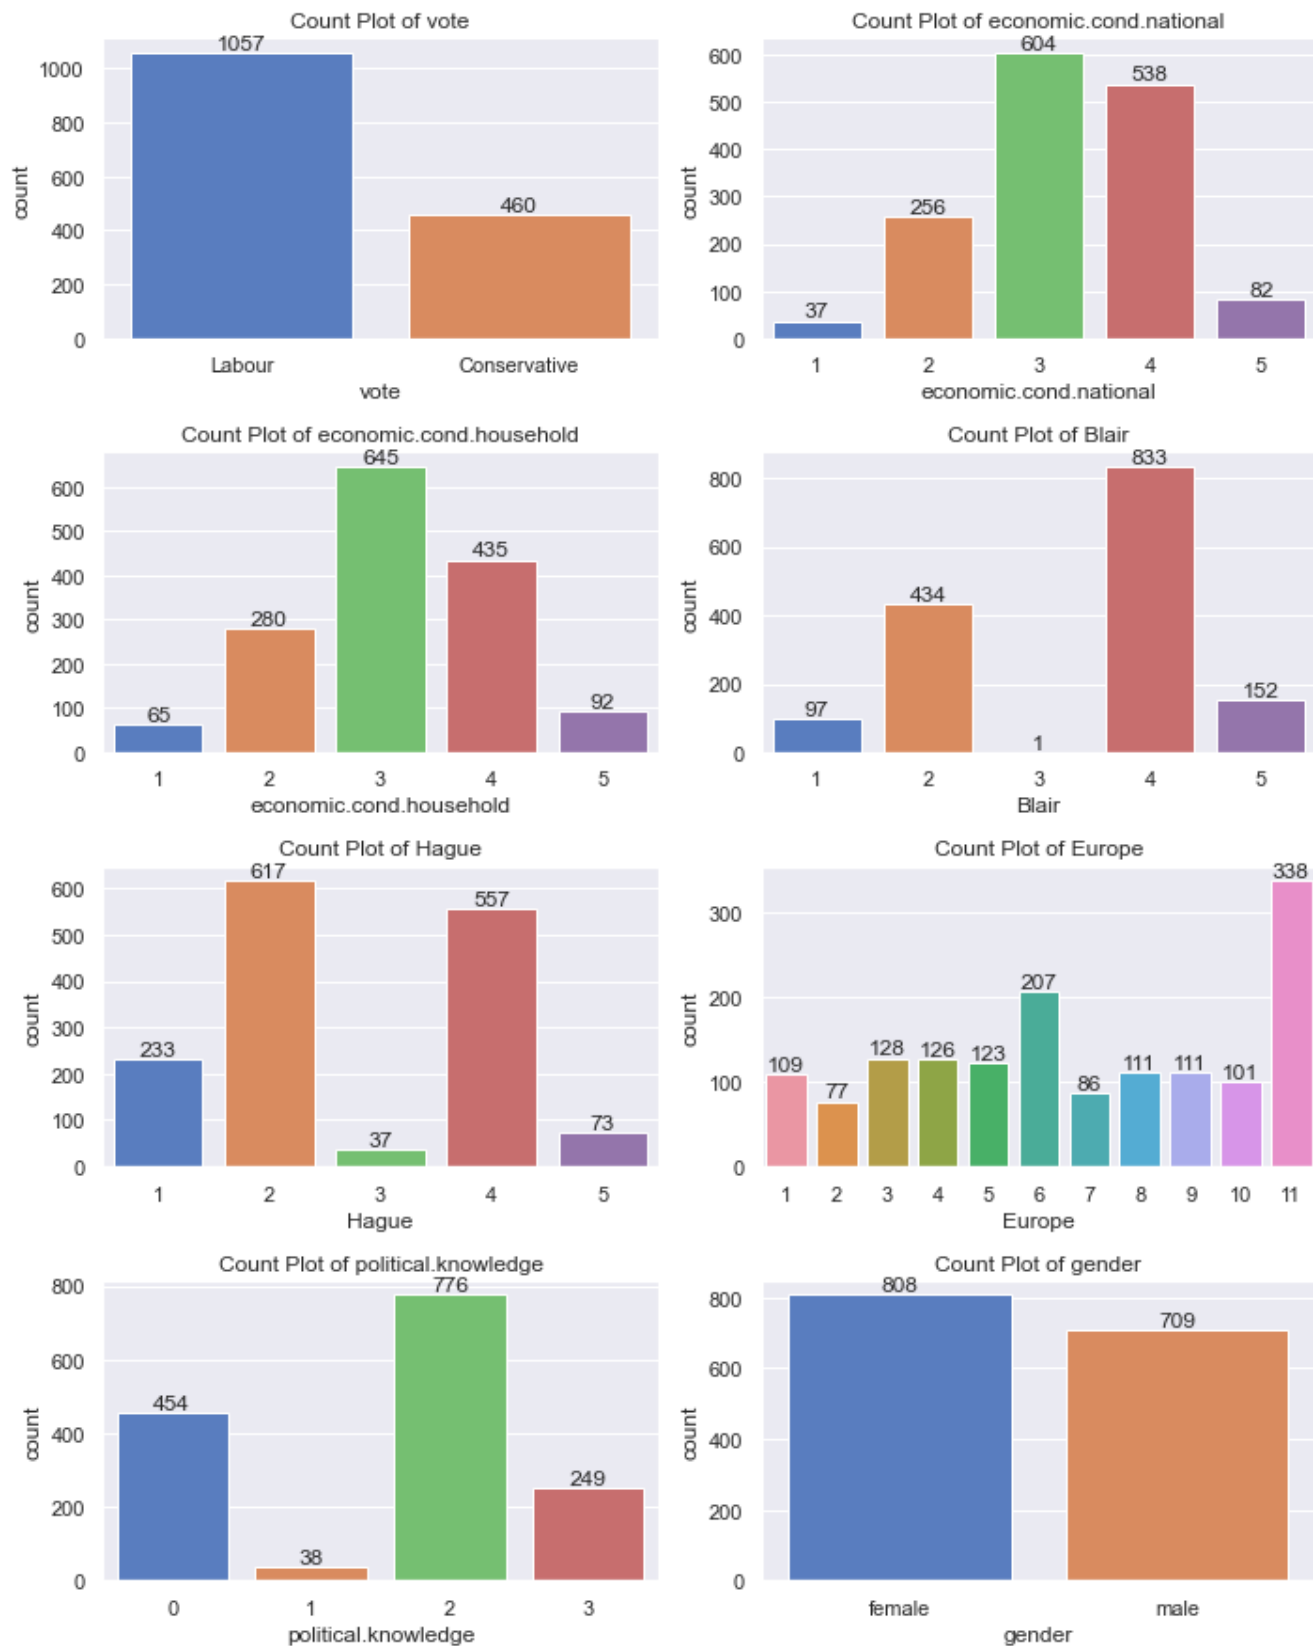 Count Plot of vote
1057
460
1000
800
600
400
200
0
count
Labour Conservative
vote
Count Plot of economic.cond.national
604
538
256
82
37
600
500
400
300
200
100
0
count
1 2 3 4 5
economic.cond.national
Count Plot of economic.cond.household
645
435
280
92
65
600
500
400
300
200
100
0
count
1 2 3 4 5
economic.cond.household
Count Plot of Blair
833
434
152
97
1
800
600
400
200
0
count
1 2 3 4 5
Blair
Count Plot of Hague
617
557
233
73
37
600
500
400
300
200
100
0
count
1 2 3 4 5
Hague
Count Plot of Europe
338
207
109 77 128 126 123 86 111 111 101
300
200
100
0
count
1 2 3 4 5 6 7 8 9 10 11
Europe
Count Plot of political.knowledge
776
454
249
38
800
600
400
200
0
count
0 1 2 3
political.knowledge
Count Plot of gender
808
709
800
600
400
200
0
count
female male
gender